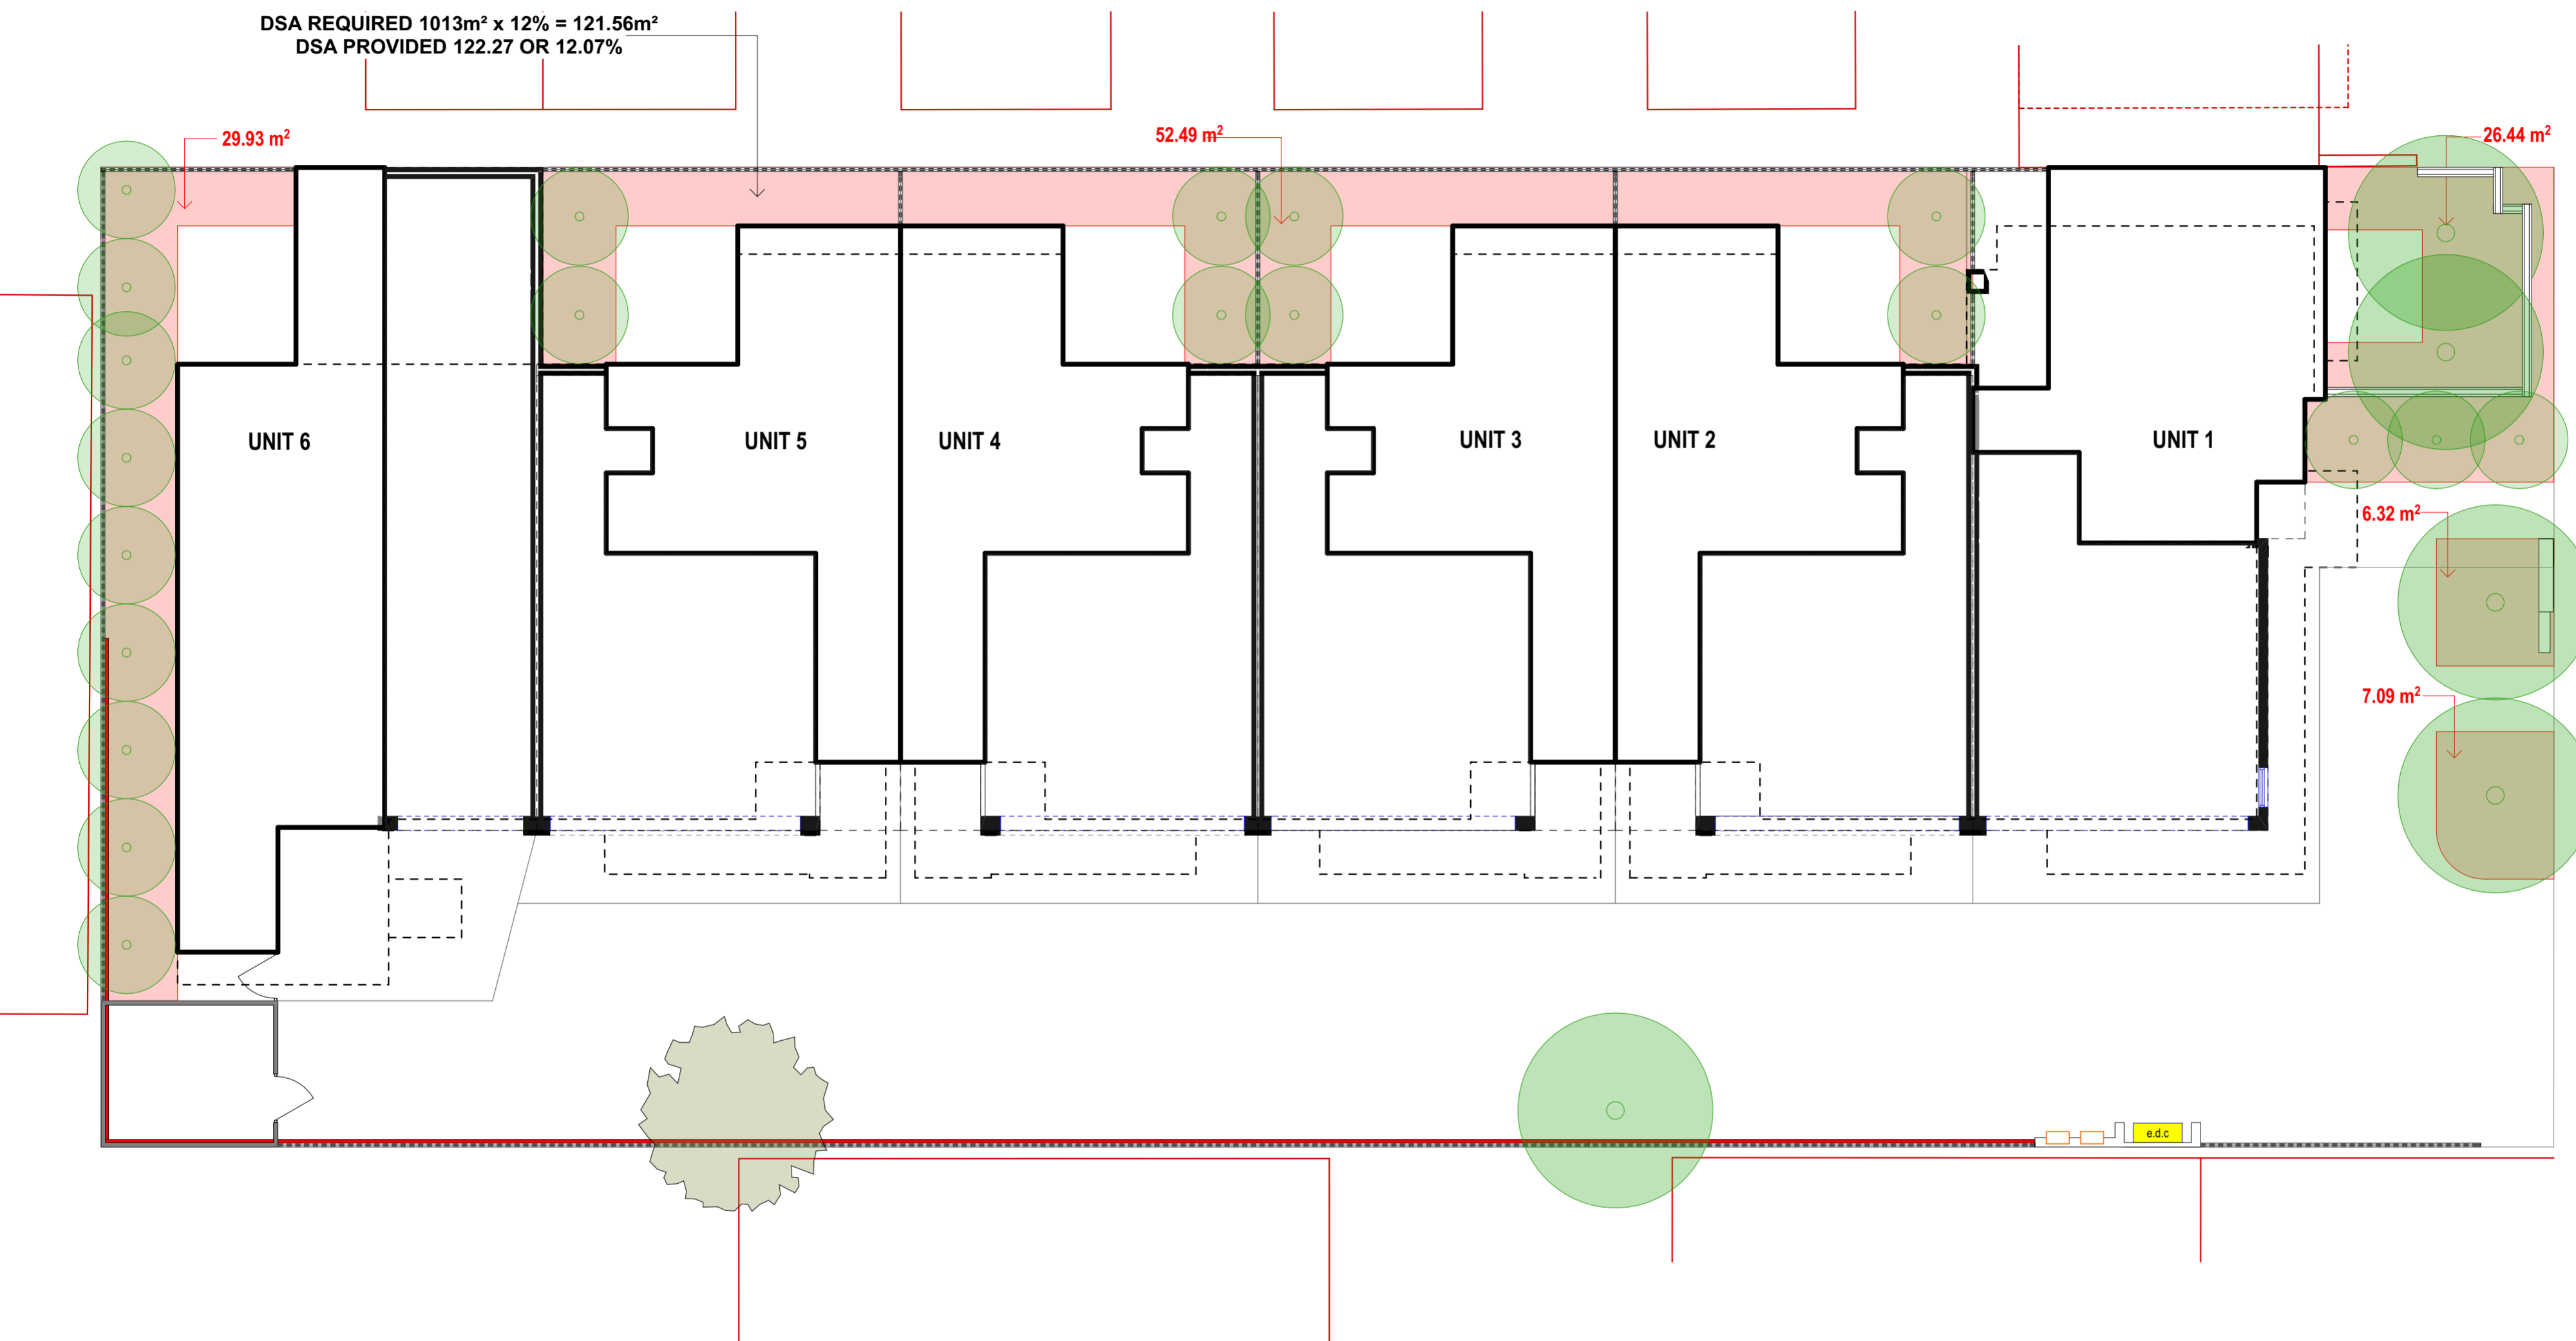 DSA REQUIRED 1013m² x 12% = 121.56m²
DSA PROVIDED 122.27 OR 12.07%
29.93 m²
52.49 m²
26.44 m²
UNIT 6
UNIT 5
UNIT 4
UNIT 3
UNIT 2
UNIT 1
6.32 m²
7.09 m²
e.d.c